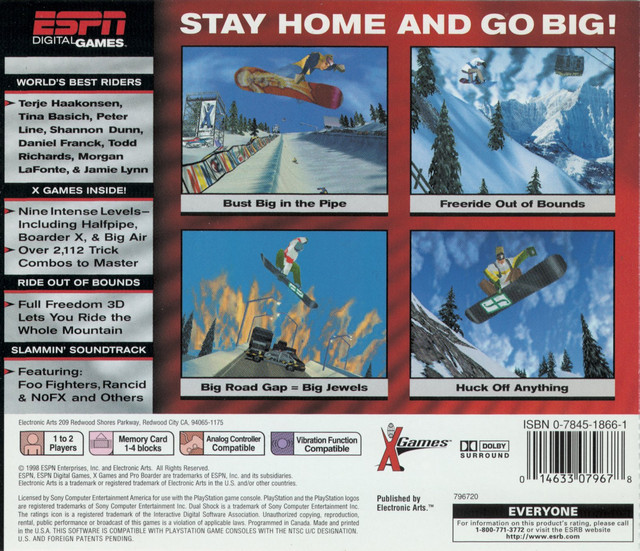 ESPN
DIGITAL GAMES™
STAY HOME AND GO BIG!
WORLD'S BEST RIDERS
Terje Haakonsen,
Tina Basich, Peter
Line, Shannon Dunn,
Daniel Franck, Todd
Richards, Morgan
LaFonte, & Jamie Lynn
X GAMES INSIDE!
Nine Intense Levels—
Including Halfpipe,
Boarder X, & Big Air
Over 2,112 Trick
Combos to Master
RIDE OUT OF BOUNDS
Full Freedom 3D
Lets You Ride the
Whole Mountain
SLAMMIN' SOUNDTRACK
Featuring:
Foo Fighters, Rancid
& NOFX and Others
Bust Big in the Pipe
Freeride Out of Bounds
Big Road Gap = Big Jewels
Huck Off Anything
Electronic Arts 209 Redwood Shores Parkway, Redwood City, CA. 94065-1175
1 to 2
Players
Memory Card
1-4 blocks
Analog Controller
Compatible
Vibration Function
Compatible
© 1998 ESPN Enterprises, Inc. and Electronic Arts. All Rights Reserved.
ESPN, ESPN Digital Games, X Games and Pro Boarder are trademarks of ESPN, Inc. and its subsidiaries.
Electronic Arts is a trademark or registered trademark of Electronic Arts in the U.S. and/or other countries.
Licensed by Sony Computer Entertainment America for use with the PlayStation game console. PlayStation and the PlayStation logos
are registered trademarks of Sony Computer Entertainment Inc. Dual Shock is a trademark of Sony Computer Entertainment Inc.
The ratings icon is a registered trademark of the Interactive Digital Software Association. Unauthorized copying, reproduction,
rental, public performance or broadcast of this game is a violation of applicable laws. Programmed in Canada. Made and printed
in the U.S.A. THIS SOFTWARE IS COMPATIBLE WITH PLAYSTATION GAME CONSOLES WITH THE NTSC U/C DESIGNATION.
U.S. AND FOREIGN PATENTS PENDING.
X Games™
DOLBY
SURROUND
Published by
Electronic Arts.™
ISBN 0-7845-1866-1
0 14633 07967 8
796720
EVERYONE
For information on this product's rating, please call
1-800-771-3772 or visit the ESRB website
http://www.esrb.com